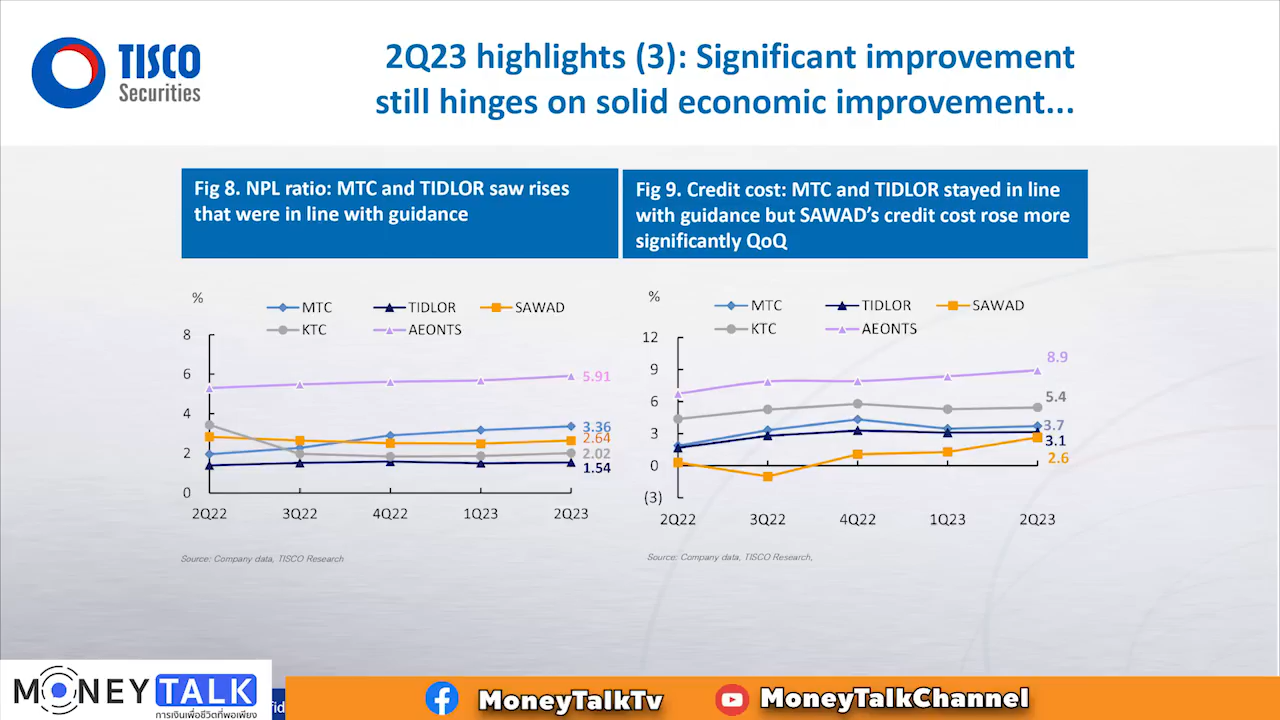 TISCO
Securities
2Q23 highlights (3): Significant improvement
still hinges on solid economic improvement...
Fig 8. NPL ratio: MTC and TIDLOR saw rises
that were in line with guidance
%
MTC
TIDLOR
SAWAD
KTC
AEONTS
8
6
4
2
0
5.91
3.36
2.64
2.02
1.54
2Q22
3Q22
4Q22
1Q23
2Q23
Source: Company data, TISCO Research
Fig 9. Credit cost: MTC and TIDLOR stayed in line
with guidance but SAWAD's credit cost rose more
significantly QoQ
%
MTC
TIDLOR
SAWAD
KTC
AEONTS
12
9
6
3
0
(3)
8.9
5.4
3.7
3.1
2.6
2Q22
3Q22
4Q22
1Q23
2Q23
Source: Company data, TISCO Research,
MONEY TALK
การเงินเพื่อชีวิตที่พอเพียง
MoneyTalkTv
MoneyTalkChannel